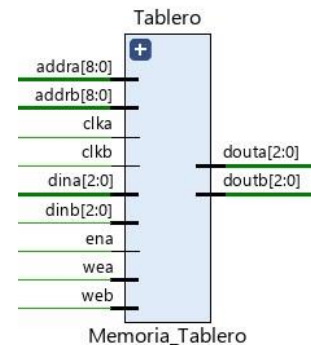 Tablero
addra[8:0]
addrb[8:0]
clka
clkb
douta[2:0]
dina[2:0]
doutb[2:0]
dinb[2:0]
ena
wea
web
Memoria_Tablero